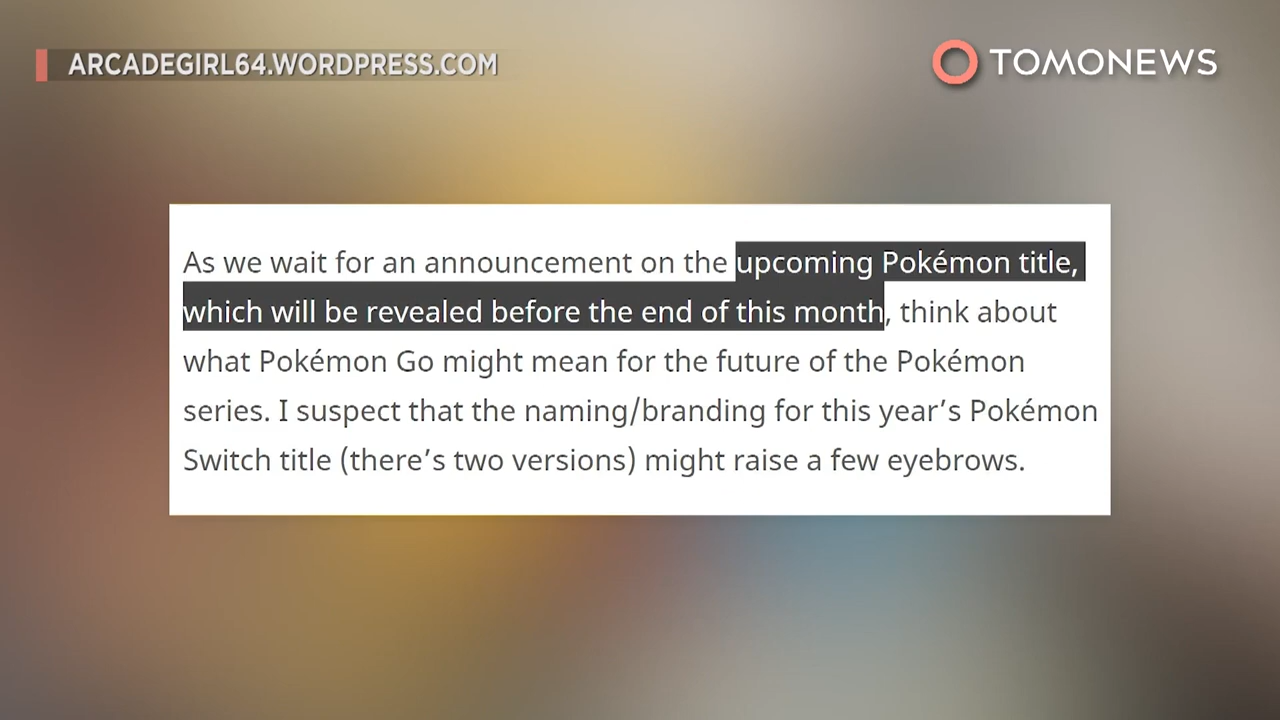 ARCADEGIRL64.WORDPRESS.COM
TOMONEWS
As we wait for an announcement on the upcoming Pokémon title,
which will be revealed before the end of this month, think about
what Pokémon Go might mean for the future of the Pokémon
series. I suspect that the naming/branding for this year’s Pokémon
Switch title (there’s two versions) might raise a few eyebrows.